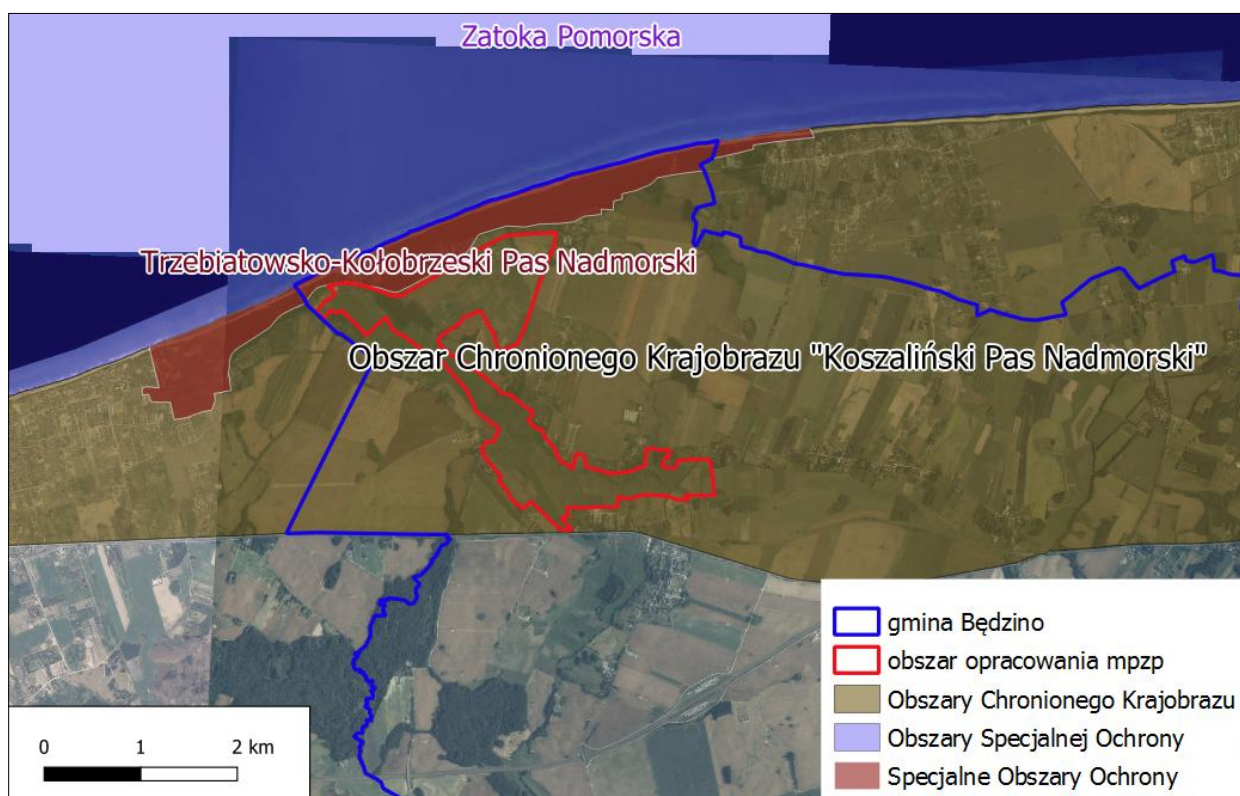 Zatoka Pomorska
Trzebiatowsko-Kołobrzeski Pas Nadmorski
Obszar Chronionego Krajobrazu "Koszaliński Pas Nadmorski"
gmina Będzino
obszar opracowania mpzp
Obszary Chronionego Krajobrazu
Obszary Specjalnej Ochrony
Specjalne Obszary Ochrony
0 1 2 km